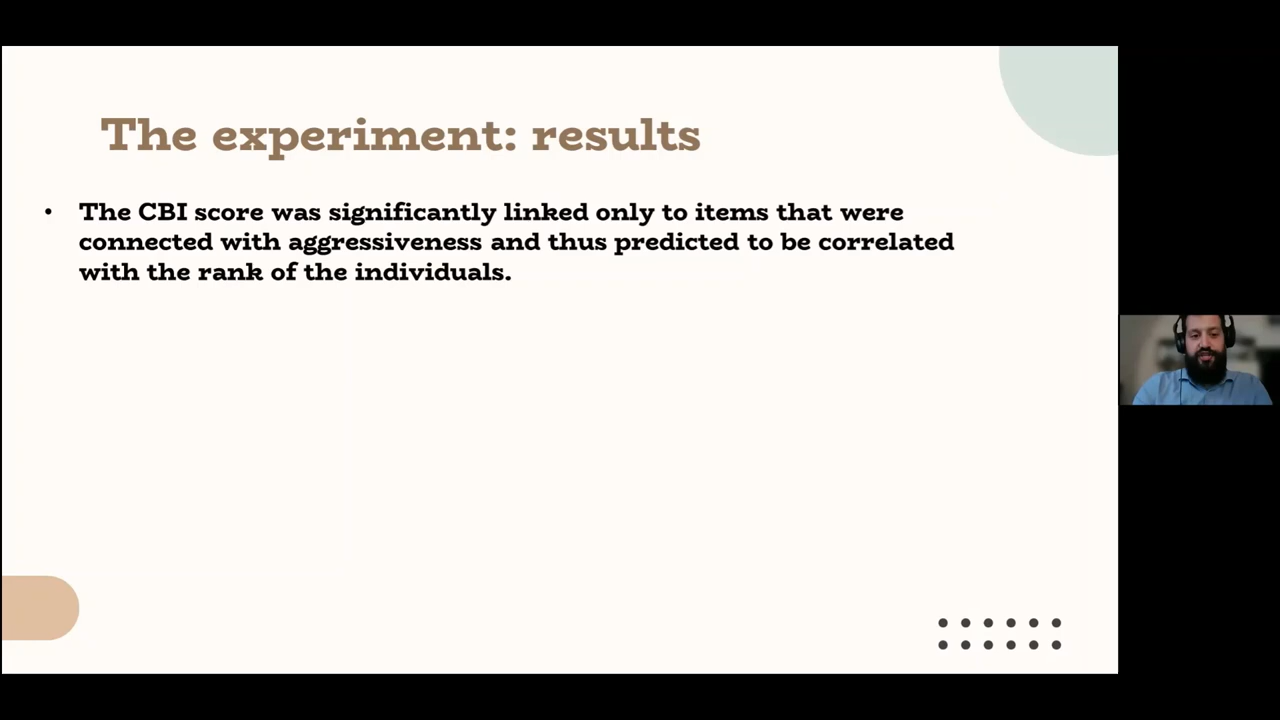 The experiment: results
• The CBI score was significantly linked only to items that were
connected with aggressiveness and thus predicted to be correlated
with the rank of the individuals.